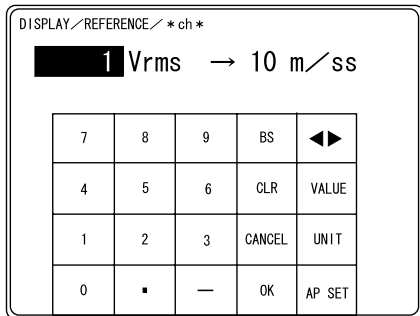 DISPLAY／REFERENCE／＊ch＊
1 Vrms → 10 m／ss
7 8 9 BS ◀▶
4 5 6 CLR VALUE
1 2 3 CANCEL UNIT
0 . － OK AP SET